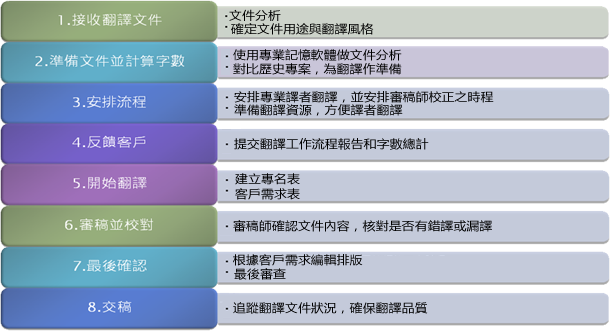 1.接收翻譯文件
·文件分析
·確定文件用途與翻譯風格
2.準備文件並計算字數
·使用專業記憶軟體做文件分析
·對比歷史專案,為翻譯作準備
3.安排流程
·安排專業譯者翻譯,並安排審稿師校正之時程
·準備翻譯資源,方便譯者翻譯
4.反饋客戶
·提交翻譯工作流程報告和字數總計
5.開始翻譯
·建立專名表
·客戶需求表
6.審稿並校對
·審稿師確認文件內容,核對是否有錯譯或漏譯
7.最後確認
·根據客戶需求編輯排版
·最後審查
8.交稿
·追蹤翻譯文件狀況,確保翻譯品質